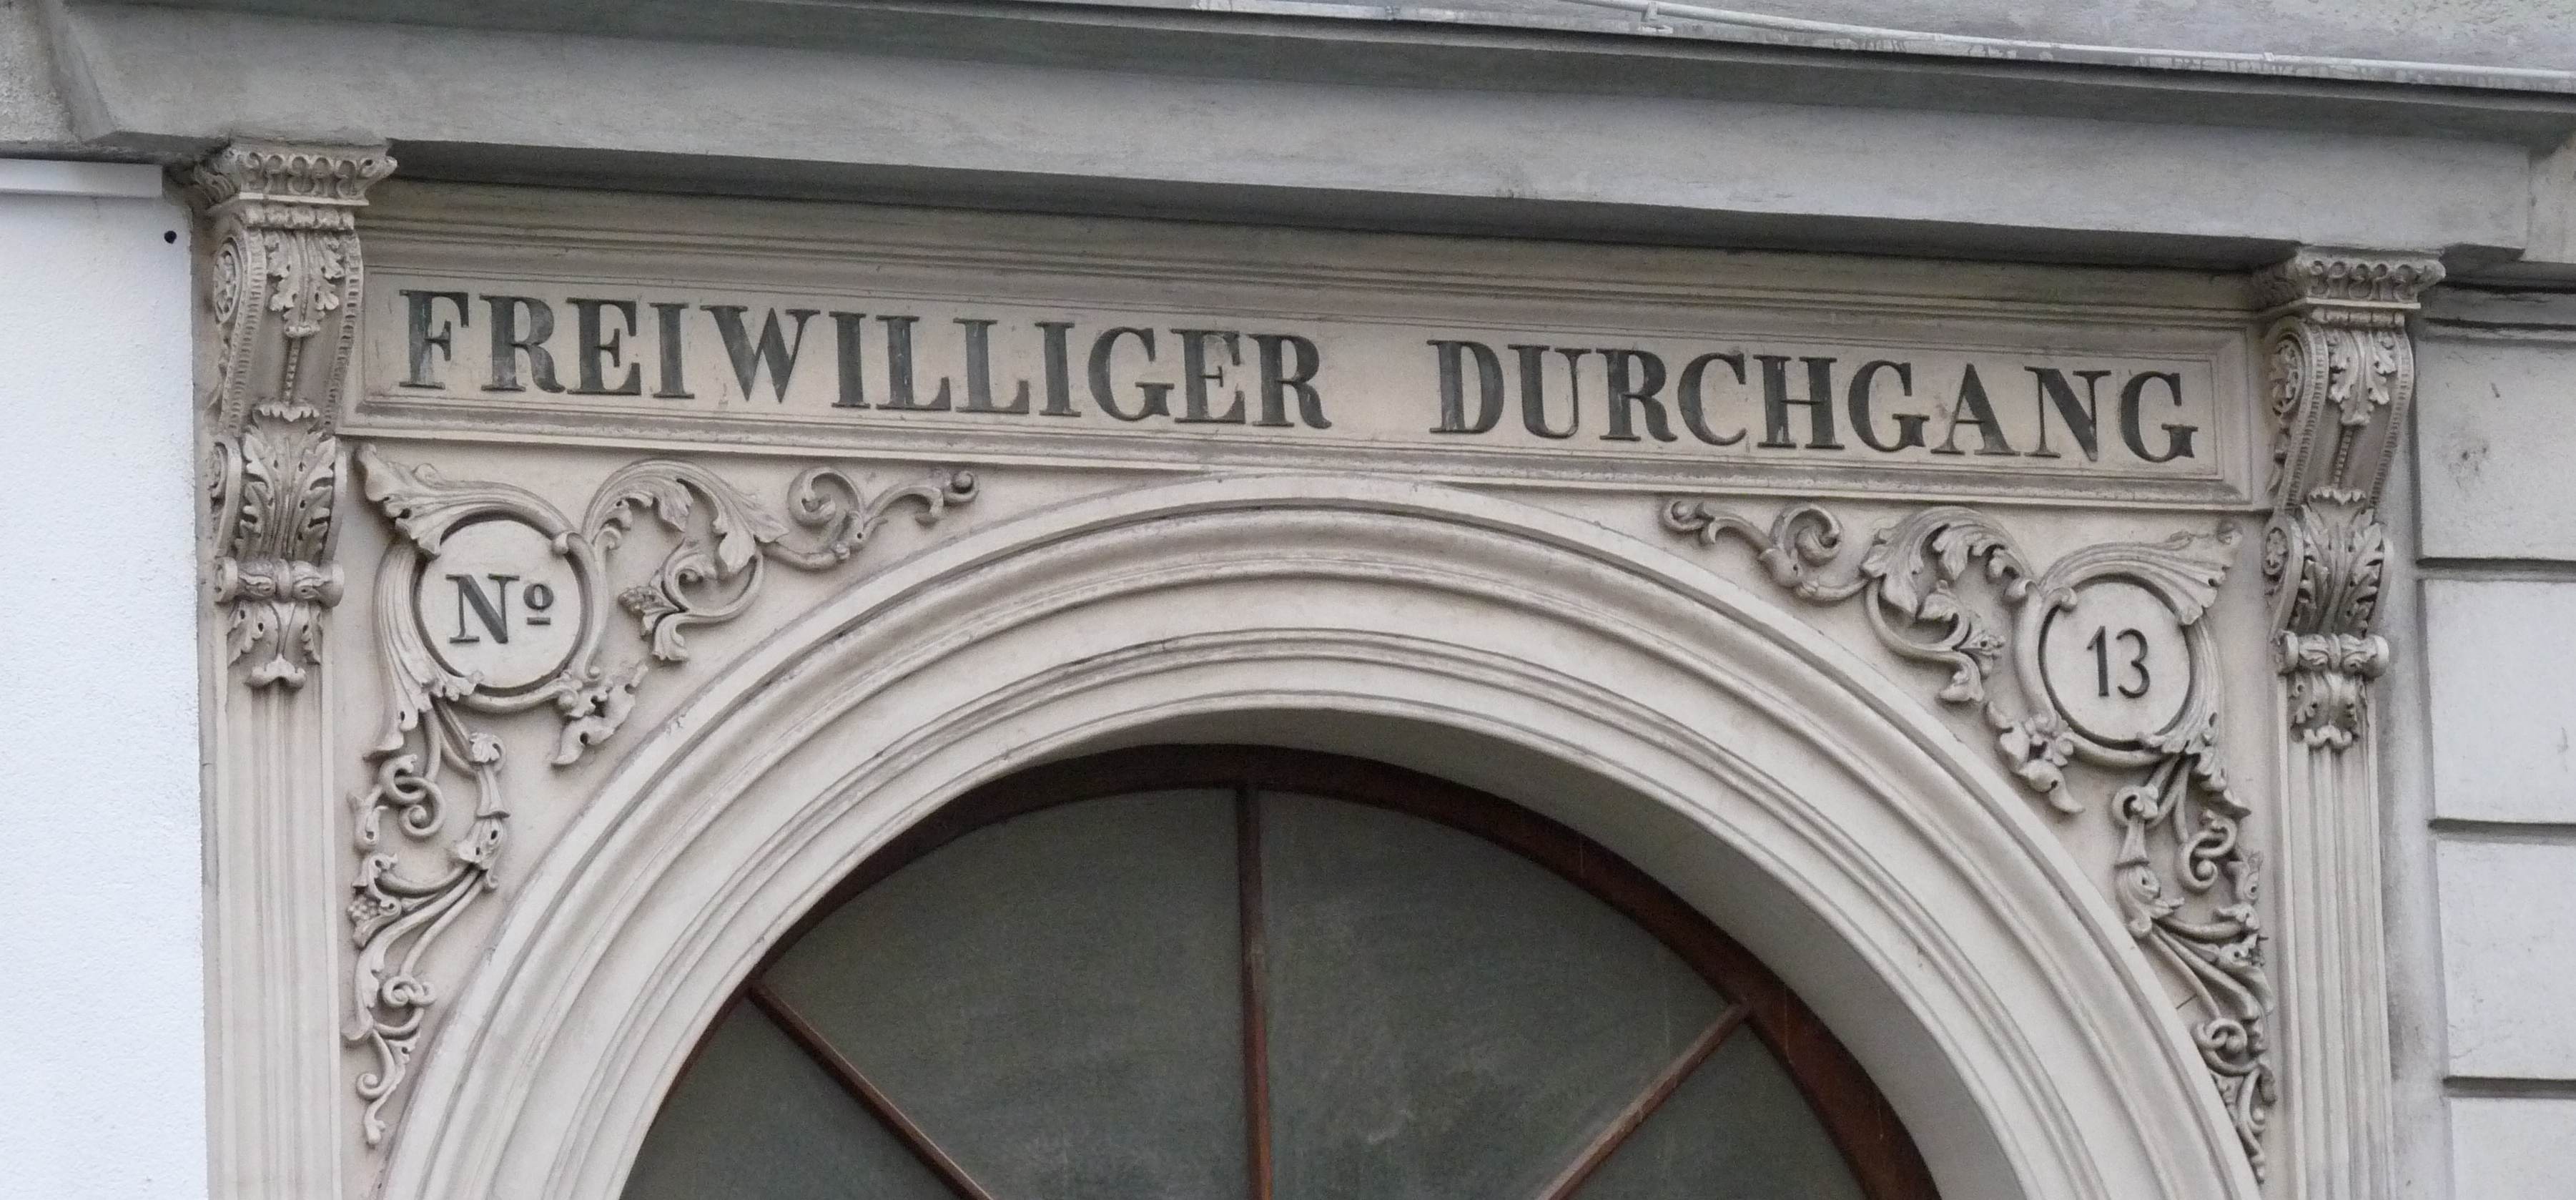 FREIWILLIGER DURCHGANG
Nº 13